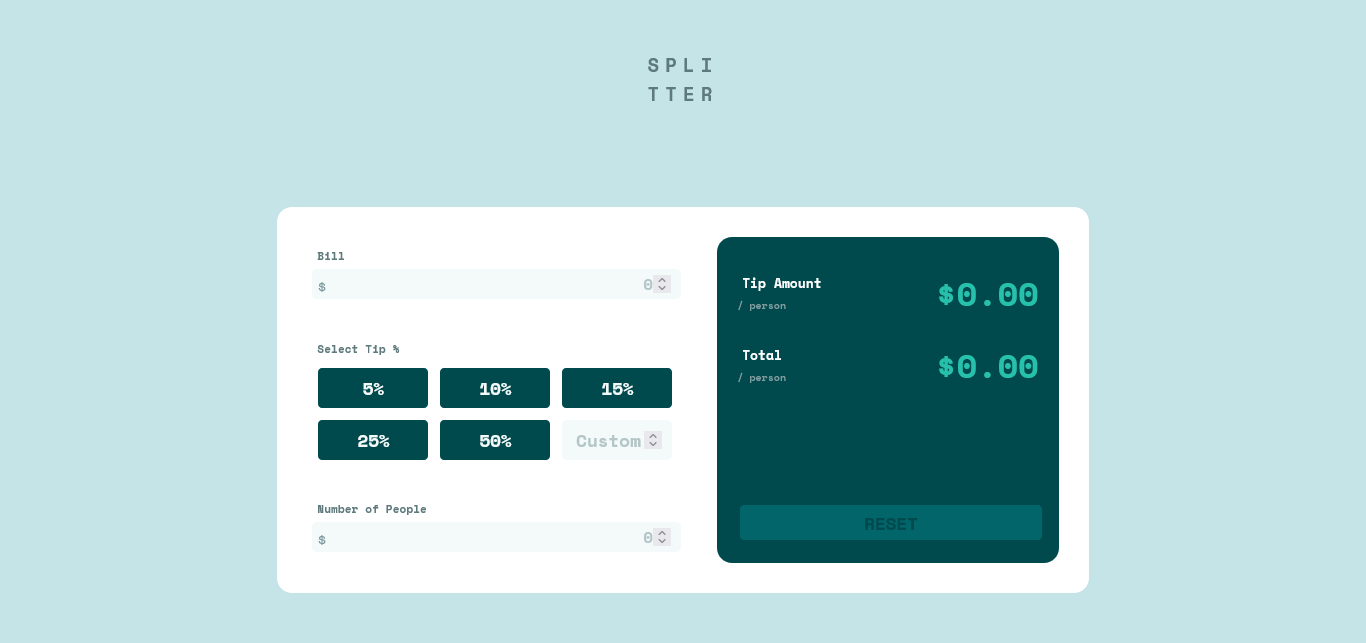 SPLI
TTER
Bill
$ 0
Select Tip %
5% 10% 15%
25% 50% Custom
Number of People
$ 0
Tip Amount
/ person
$0.00
Total
/ person
$0.00
RESET